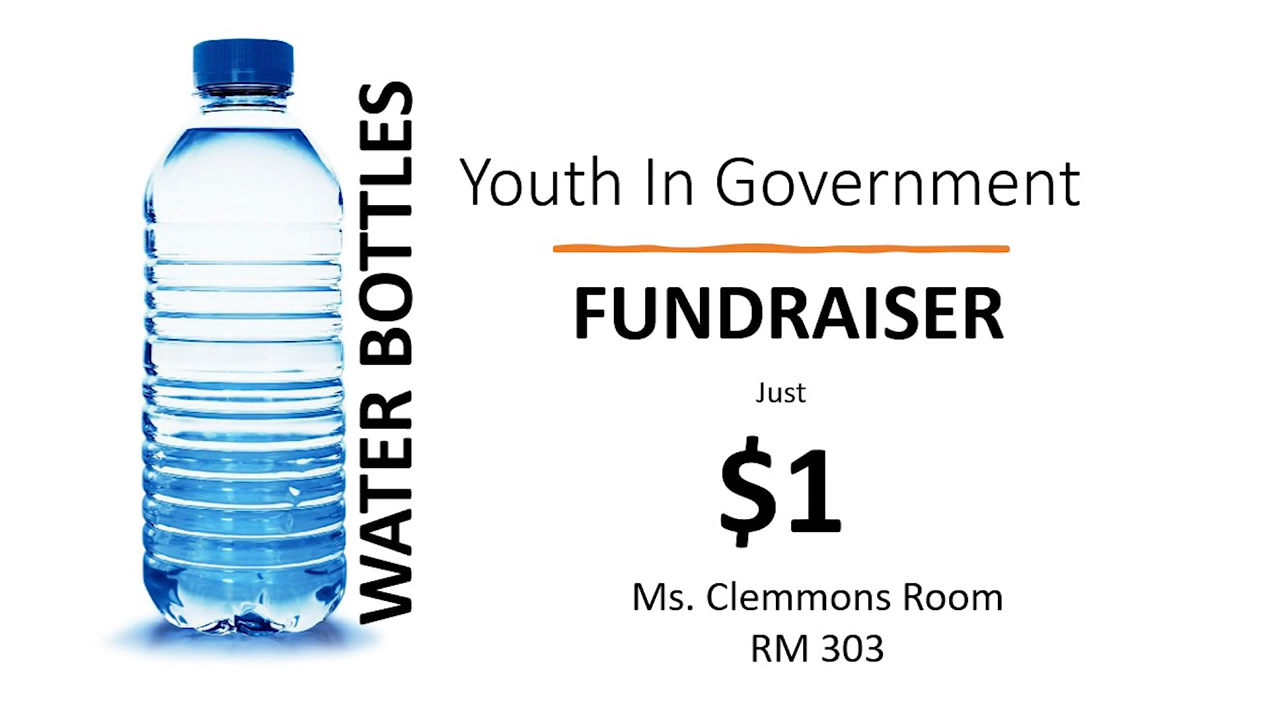 WATER BOTTLES
Youth In Government
FUNDRAISER
Just
$1
Ms. Clemmons Room
RM 303